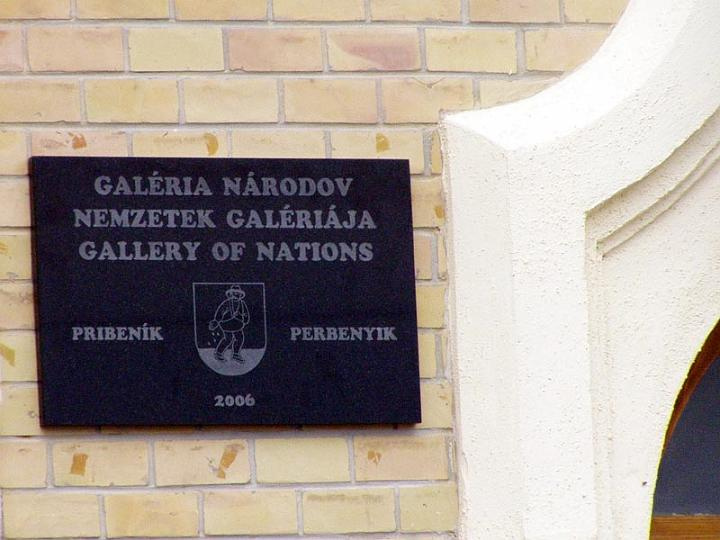 GALÉRIA NÁRODOV
NEMZETEK GALÉRIÁJA
GALLERY OF NATIONS
PRIBENÍK PERBENYIK
2006